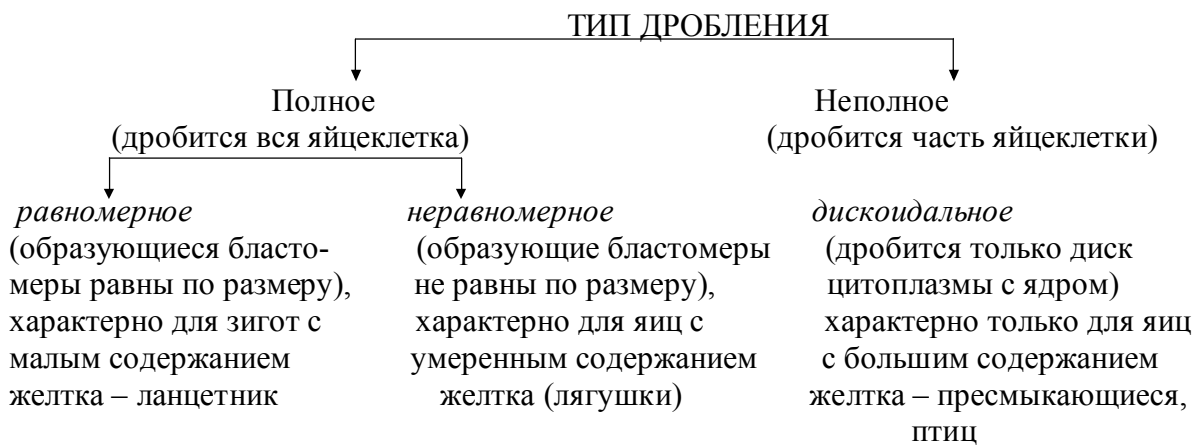 ТИП ДРОБЛЕНИЯ
Полное
(дробится вся яйцеклетка)
Неполное
(дробится часть яйцеклетки)
равномерное
(образующиеся бласто-
меры равны по размеру),
характерно для зигот с
малым содержанием
желтка – ланцетник
неравномерное
(образующие бластомеры
не равны по размеру),
характерно для яиц с
умеренным содержанием
желтка (лягушки)
дискоидальное
(дробится только диск
цитоплазмы с ядром)
характерно только для яиц
с большим содержанием
желтка – пресмыкающиеся,
птиц